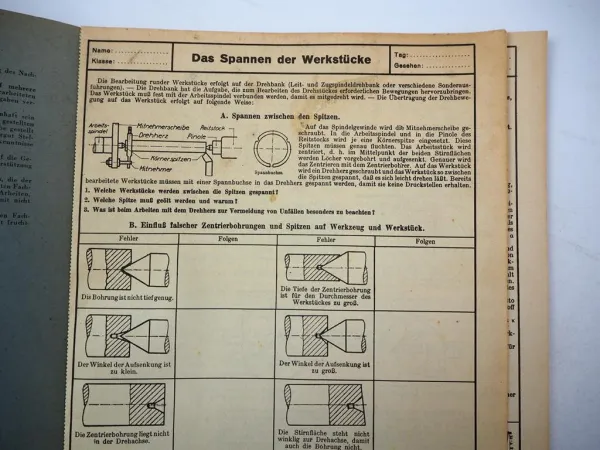 Name:
Klasse:
Das Spannen der Werkstücke
Tag:
Gesehen:
Die Bearbeitung runder Werkstücke erfolgt auf der Drehbank (Leit- und Zugspindeldrehbank oder verschiedene Sonderaus-
führungen). — Die Drehbank hat die Aufgabe, die zum Bearbeiten des Drehstückes erforderlichen Bewegungen hervorzubringen.
Das Werkstück muß fest mit der Arbeitsspindel verbunden werden, damit es mitgedreht wird. — Die Übertragung der Drehbewe-
gung auf das Werkstück erfolgt auf folgende Weise:
A. Spannen zwischen den Spitzen.
Arbeits-
spindel
Mitnehmerscheibe
Reitstock
Drehherz
Pinole
Körnerspitzen
Mitnehmer
Spannbuchse
Auf das Spindelgewinde wird die Mitnehmerscheibe ge-
schraubt. In die Arbeitsspindel und in die Pinole des
Reitstocks wird je eine Körnerspitze eingesetzt. Diese
Spitzen müssen genau fluchten. Das Arbeitsstück wird
zentriert, d. h. im Mittelpunkt der beiden Stirnflächen
werden Löcher vorgebohrt und aufgesenkt. Genauer wird
das Zentrieren mit dem Zentrierbohrer. Auf das Werkstück
wird ein Drehherz geschraubt und das Werkstück so zwischen
die Spitzen gespannt, daß es sich leicht drehen läßt. Bereits
bearbeitete Werkstücke müssen mit einer Spannbuchse in das Drehherz gespannt werden, damit sie keine Druckstellen erhalten.
1. Welche Werkstücke werden zwischen die Spitzen gespannt?
2. Welche Spitze muß geölt werden und warum?
3. Was ist beim Arbeiten mit dem Drehherz zur Vermeidung von Unfällen besonders zu beachten?
B. Einfluß falscher Zentrierbohrungen und Spitzen auf Werkzeug und Werkstück.
Fehler
Folgen
Fehler
Folgen
Die Bohrung ist nicht tief genug.
Die Tiefe der Zentrierbohrung
ist für den Durchmesser des
Werkstückes zu groß.
Der Winkel der Aufsenkung ist
zu klein.
Der Winkel der Aufsenkung ist
zu groß.
Die Zentrierbohrung liegt nicht
in der Drehachse.
Die Stirnfläche steht nicht
winklig zur Drehachse, damit
auch die Bohrung nicht.